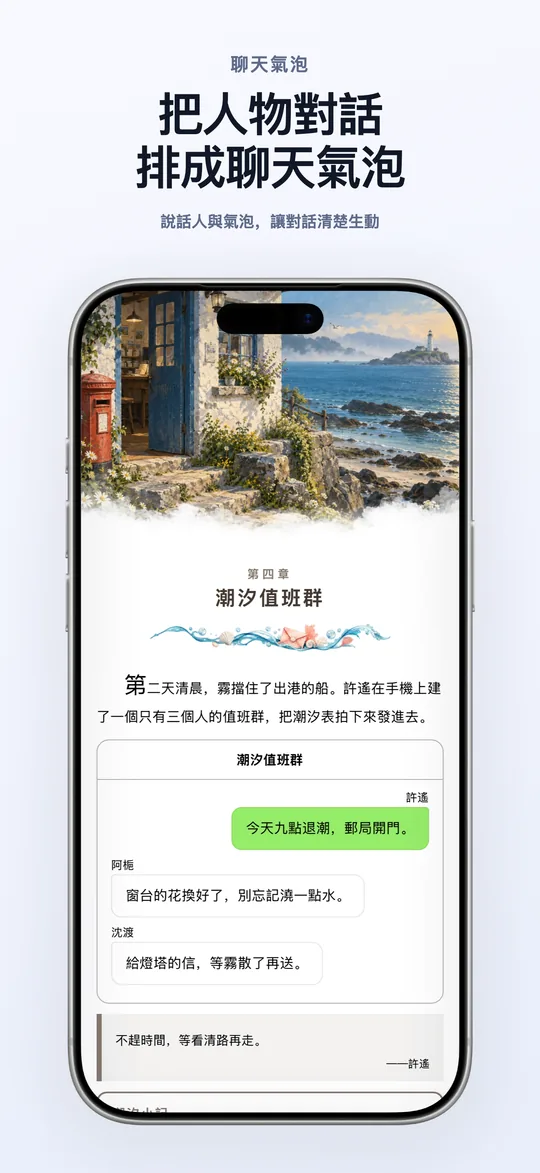 聊天氣泡
把人物對話
排成聊天氣泡
說話人與氣泡，讓對話清楚生動
第四章
潮汐值班群
第二天清晨，霧擋住了出港的船。許遙在手機上建
了一個只有三個人的值班群，把潮汐表拍下來發進去。
潮汐值班群
許遙
今天九點退潮，郵局開門。
阿梔
窗台的花換好了，別忘記澆一點水。
沈渡
給燈塔的信，等霧散了再送。
不趕時間，等看清路再走。
——許遙